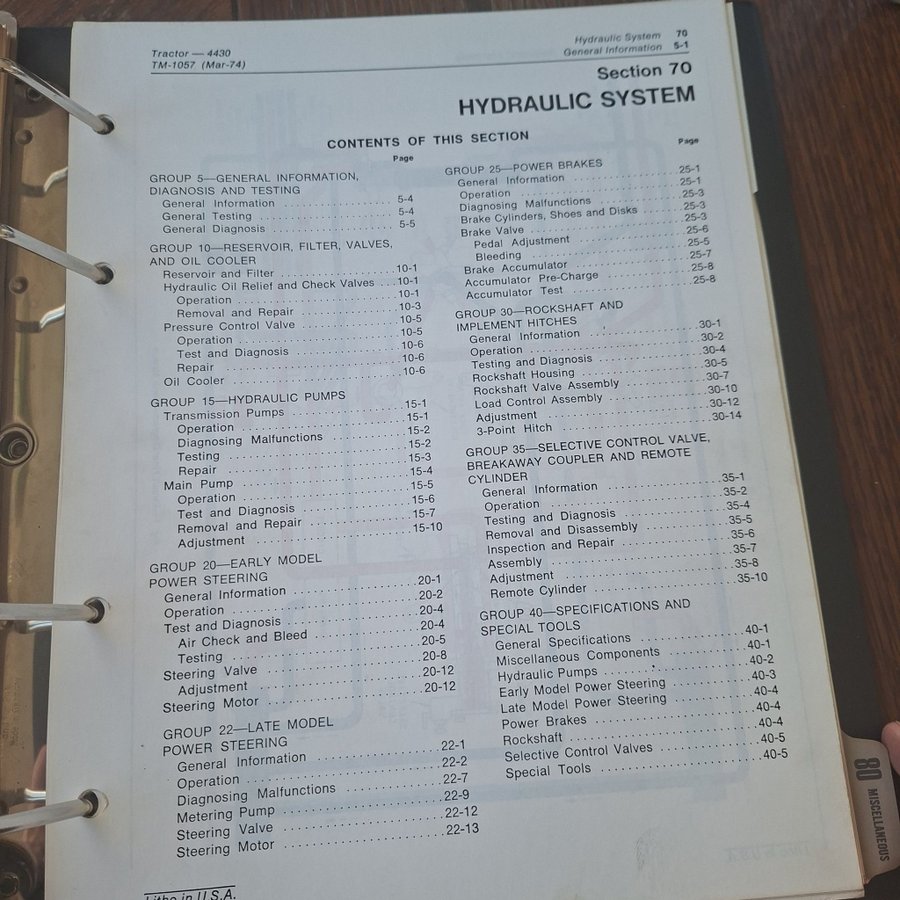 Tractor — 4430
TM-1057 (Mar-74)
Hydraulic System 70
General Information 5-1
Section 70
HYDRAULIC SYSTEM
CONTENTS OF THIS SECTION
Page
GROUP 5—GENERAL INFORMATION,
DIAGNOSIS AND TESTING
General Information 5-4
General Testing 5-4
General Diagnosis 5-5
GROUP 10—RESERVOIR, FILTER, VALVES,
AND OIL COOLER
Reservoir and Filter 10-1
Hydraulic Oil Relief and Check Valves 10-1
Operation 10-1
Removal and Repair 10-3
Pressure Control Valve 10-5
Operation 10-5
Test and Diagnosis 10-6
Repair 10-6
Oil Cooler 10-6
GROUP 15—HYDRAULIC PUMPS
Transmission Pumps 15-1
Operation 15-1
Diagnosing Malfunctions 15-2
Testing 15-2
Repair 15-3
Main Pump 15-4
Operation 15-5
Test and Diagnosis 15-6
Removal and Repair 15-7
Adjustment 15-10
GROUP 20—EARLY MODEL
POWER STEERING
General Information 20-1
Operation 20-2
Test and Diagnosis 20-4
Air Check and Bleed 20-4
Testing 20-5
Steering Valve 20-8
Adjustment 20-12
Steering Motor 20-12
GROUP 22—LATE MODEL
POWER STEERING
General Information 22-1
Operation 22-2
Diagnosing Malfunctions 22-7
Metering Pump 22-9
Steering Valve 22-12
Steering Motor 22-13
Page
GROUP 25—POWER BRAKES
General Information 25-1
Operation 25-1
Diagnosing Malfunctions 25-3
Brake Cylinders, Shoes and Disks 25-3
Brake Valve 25-3
Pedal Adjustment 25-6
Bleeding 25-5
Brake Accumulator 25-7
Accumulator Pre-Charge 25-8
Accumulator Test 25-8
GROUP 30—ROCKSHAFT AND
IMPLEMENT HITCHES
General Information 30-1
Operation 30-2
Testing and Diagnosis 30-4
Rockshaft Housing 30-5
Rockshaft Valve Assembly 30-7
Load Control Assembly 30-10
Adjustment 30-12
3-Point Hitch 30-14
GROUP 35—SELECTIVE CONTROL VALVE,
BREAKAWAY COUPLER AND REMOTE
CYLINDER
General Information 35-1
Operation 35-2
Testing and Diagnosis 35-4
Removal and Disassembly 35-5
Inspection and Repair 35-6
Assembly 35-7
Adjustment 35-8
Remote Cylinder 35-10
GROUP 40—SPECIFICATIONS AND
SPECIAL TOOLS
General Specifications 40-1
Miscellaneous Components 40-1
Hydraulic Pumps 40-2
Early Model Power Steering 40-3
Late Model Power Steering 40-4
Power Brakes 40-4
Rockshaft 40-4
Selective Control Valves 40-5
Special Tools 40-5
Litho in U.S.A.
80 MISCELLANEOUS